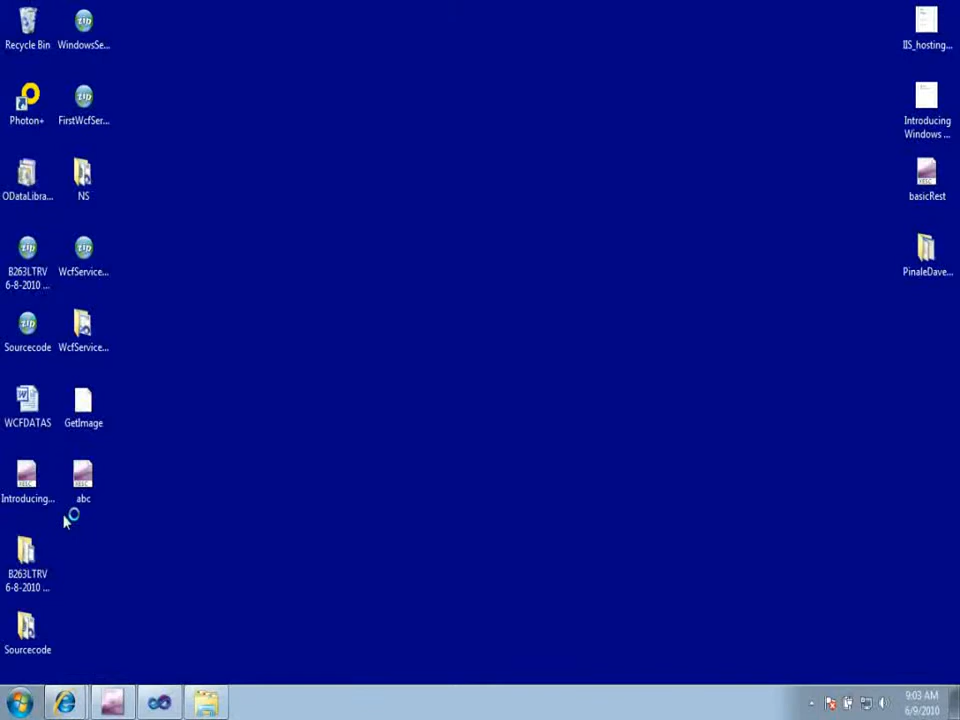 Recycle Bin
WindowsSe...
IIS_hosting...
Photon+
FirstWcfSer...
Introducing
Windows ...
ODataLibra...
NS
basicRest
B263LTRV
6-8-2010 ...
WcfService...
PinaleDave...
Sourcecode
WcfService...
WCFDATAS
GetImage
Introducing...
abc
B263LTRV
6-8-2010 ...
Sourcecode
9:03 AM
6/9/2010